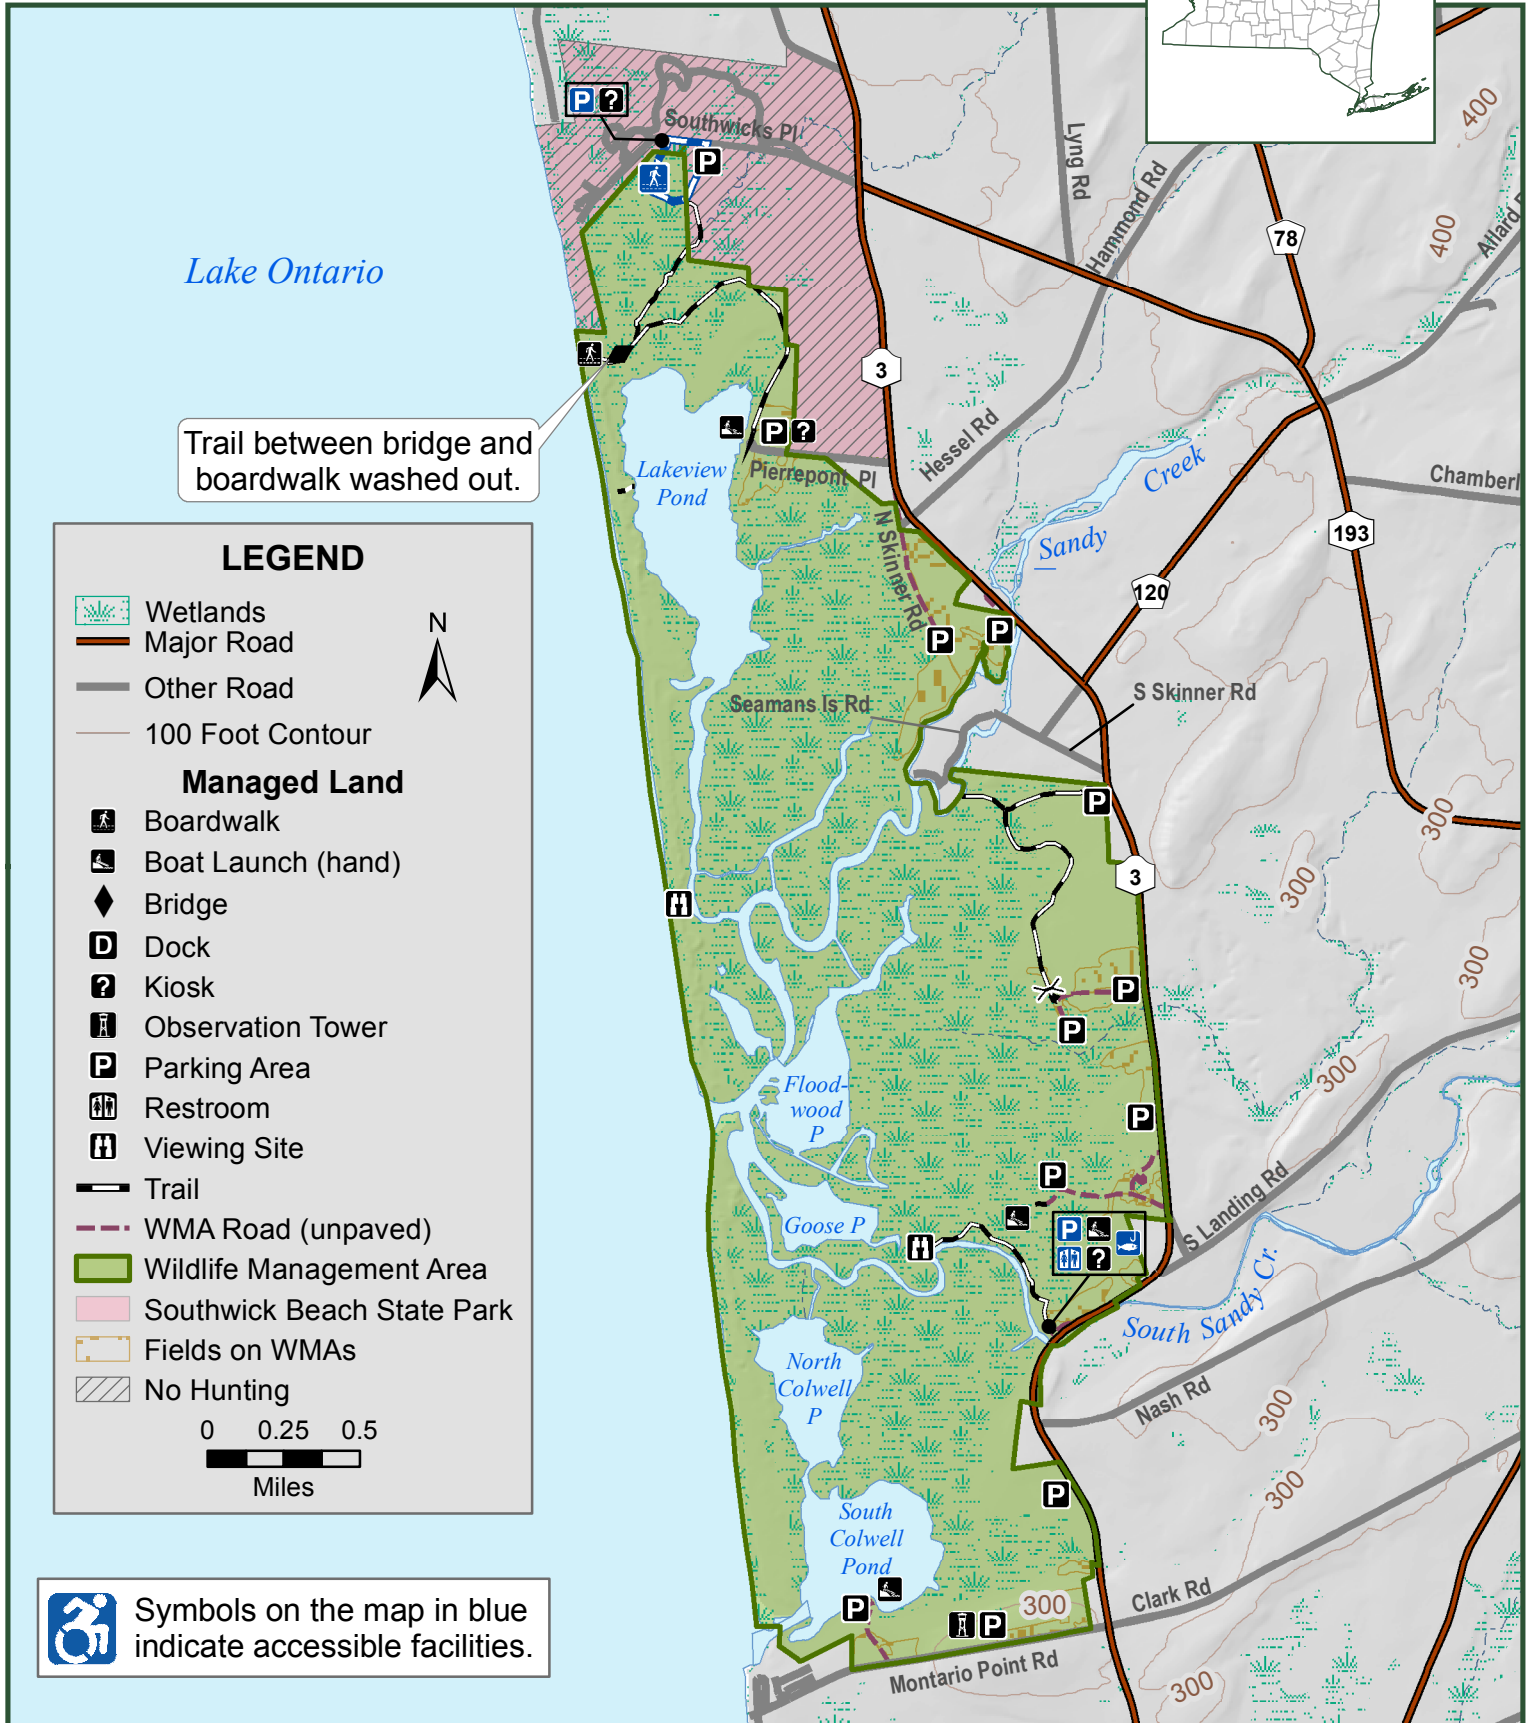 400
Southwicks Pl
P ?
P
Lyng Rd
Hammond Rd
78
400
Lake Ontario
3
Trail between bridge and
boardwalk washed out.
P ?
Hessel Rd
Lakeview
Pond
Pierrepont Pl
Creek
Chamberl
N Skinner Rd
Sandy
193
120
P
P
Seamans Is Rd
S Skinner Rd
P
300
3
300
300
P
P
Flood-
wood
P
300
P
P
Goose P
S Landing Rd
P
?
South Sandy Cr.
North
Colwell
P
Nash Rd
300
300
P
South
Colwell
Pond
Clark Rd
300
P
P
Montario Point Rd
300
LEGEND
N
Wetlands
Major Road
Other Road
100 Foot Contour
Managed Land
Boardwalk
Boat Launch (hand)
Bridge
D Dock
? Kiosk
Observation Tower
P Parking Area
Restroom
Viewing Site
Trail
WMA Road (unpaved)
Wildlife Management Area
Southwick Beach State Park
Fields on WMAs
No Hunting
0 0.25 0.5
Miles
Symbols on the map in blue
indicate accessible facilities.